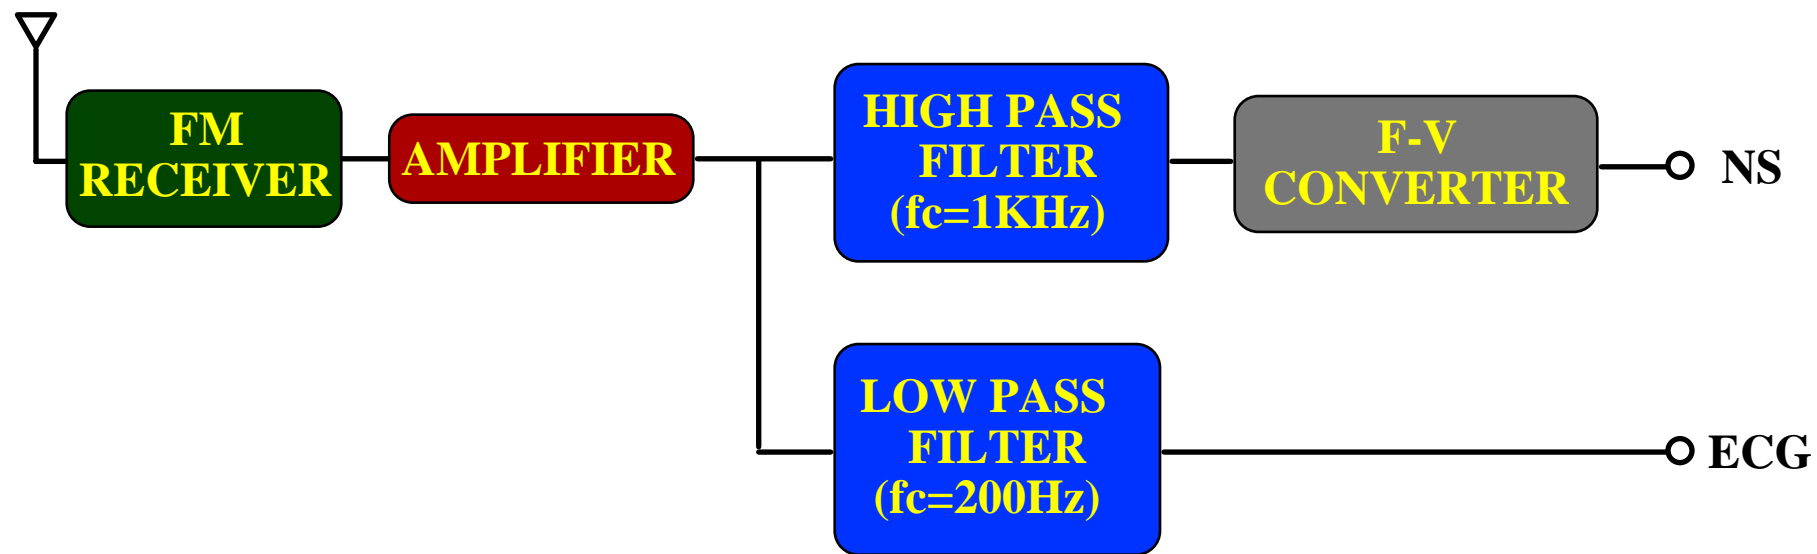 FM
RECEIVER
AMPLIFIER
HIGH PASS
FILTER
(fc=1KHz)
F-V
CONVERTER
NS
LOW PASS
FILTER
(fc=200Hz)
ECG